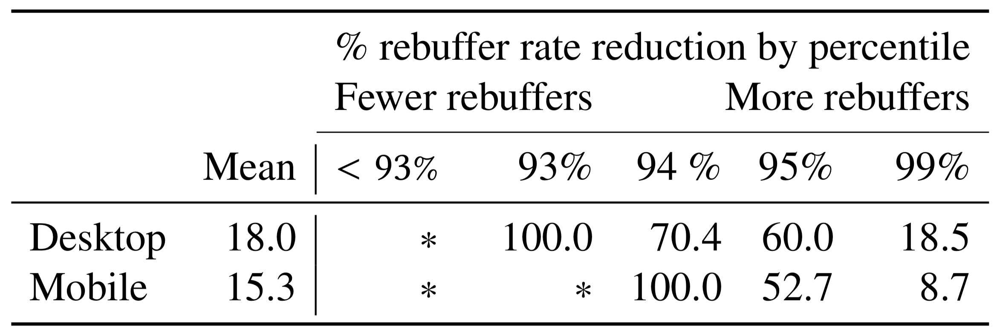 % rebuffer rate reduction by percentile
Fewer rebuffers More rebuffers
Mean < 93% 93% 94 % 95% 99%
Desktop 18.0 * 100.0 70.4 60.0 18.5
Mobile 15.3 * * 100.0 52.7 8.7